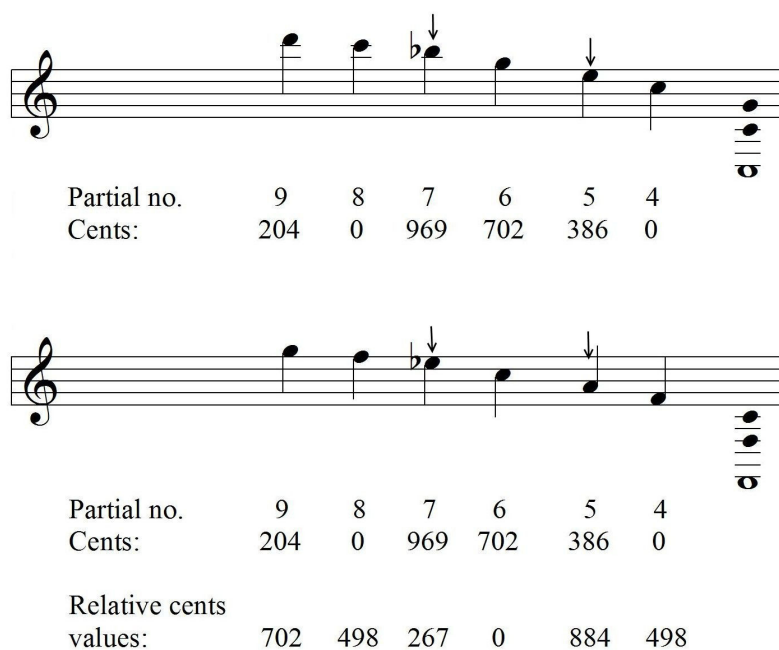 Partial no. 9 8 7 6 5 4
Cents: 204 0 969 702 386 0
Partial no. 9 8 7 6 5 4
Cents: 204 0 969 702 386 0
Relative cents
values: 702 498 267 0 884 498